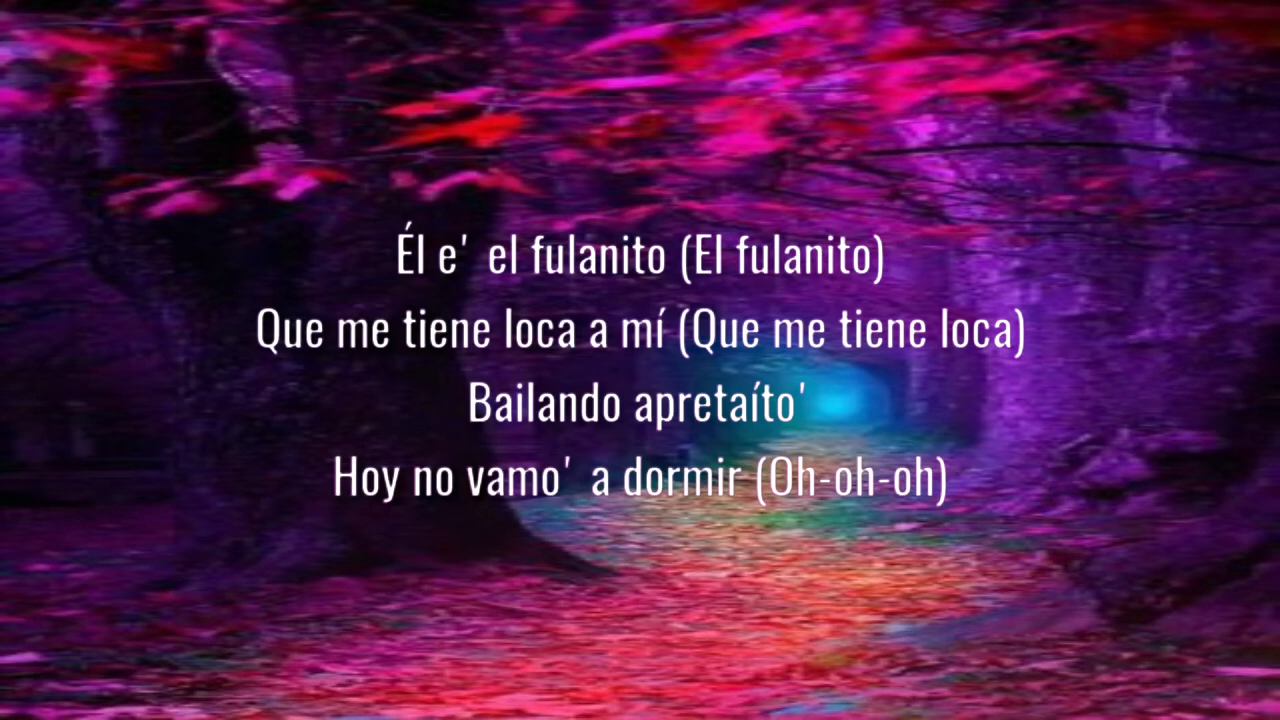 Él e' el fulanito (El fulanito)
Que me tiene loca a mí (Que me tiene loca)
Bailando apretaíto'
Hoy no vamo' a dormir (Oh-oh-oh)